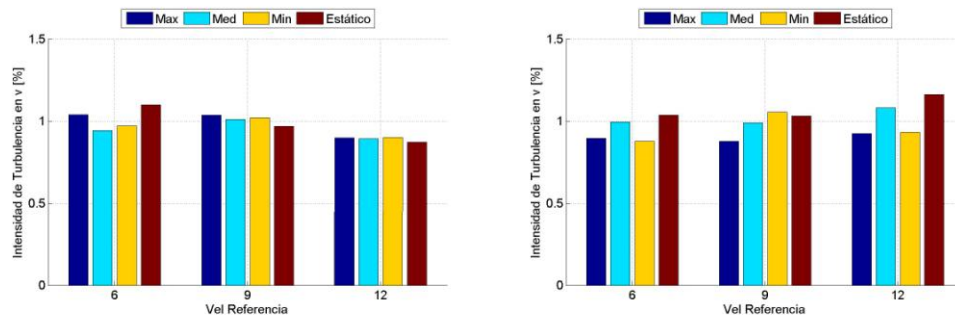 Max Med Min Estático
Intensidad de Turbulencia en v [%]
1.5
1
0.5
0
6 9 12
Vel Referencia
Max Med Min Estático
Intensidad de Turbulencia en v [%]
1.5
1
0.5
0
6 9 12
Vel Referencia